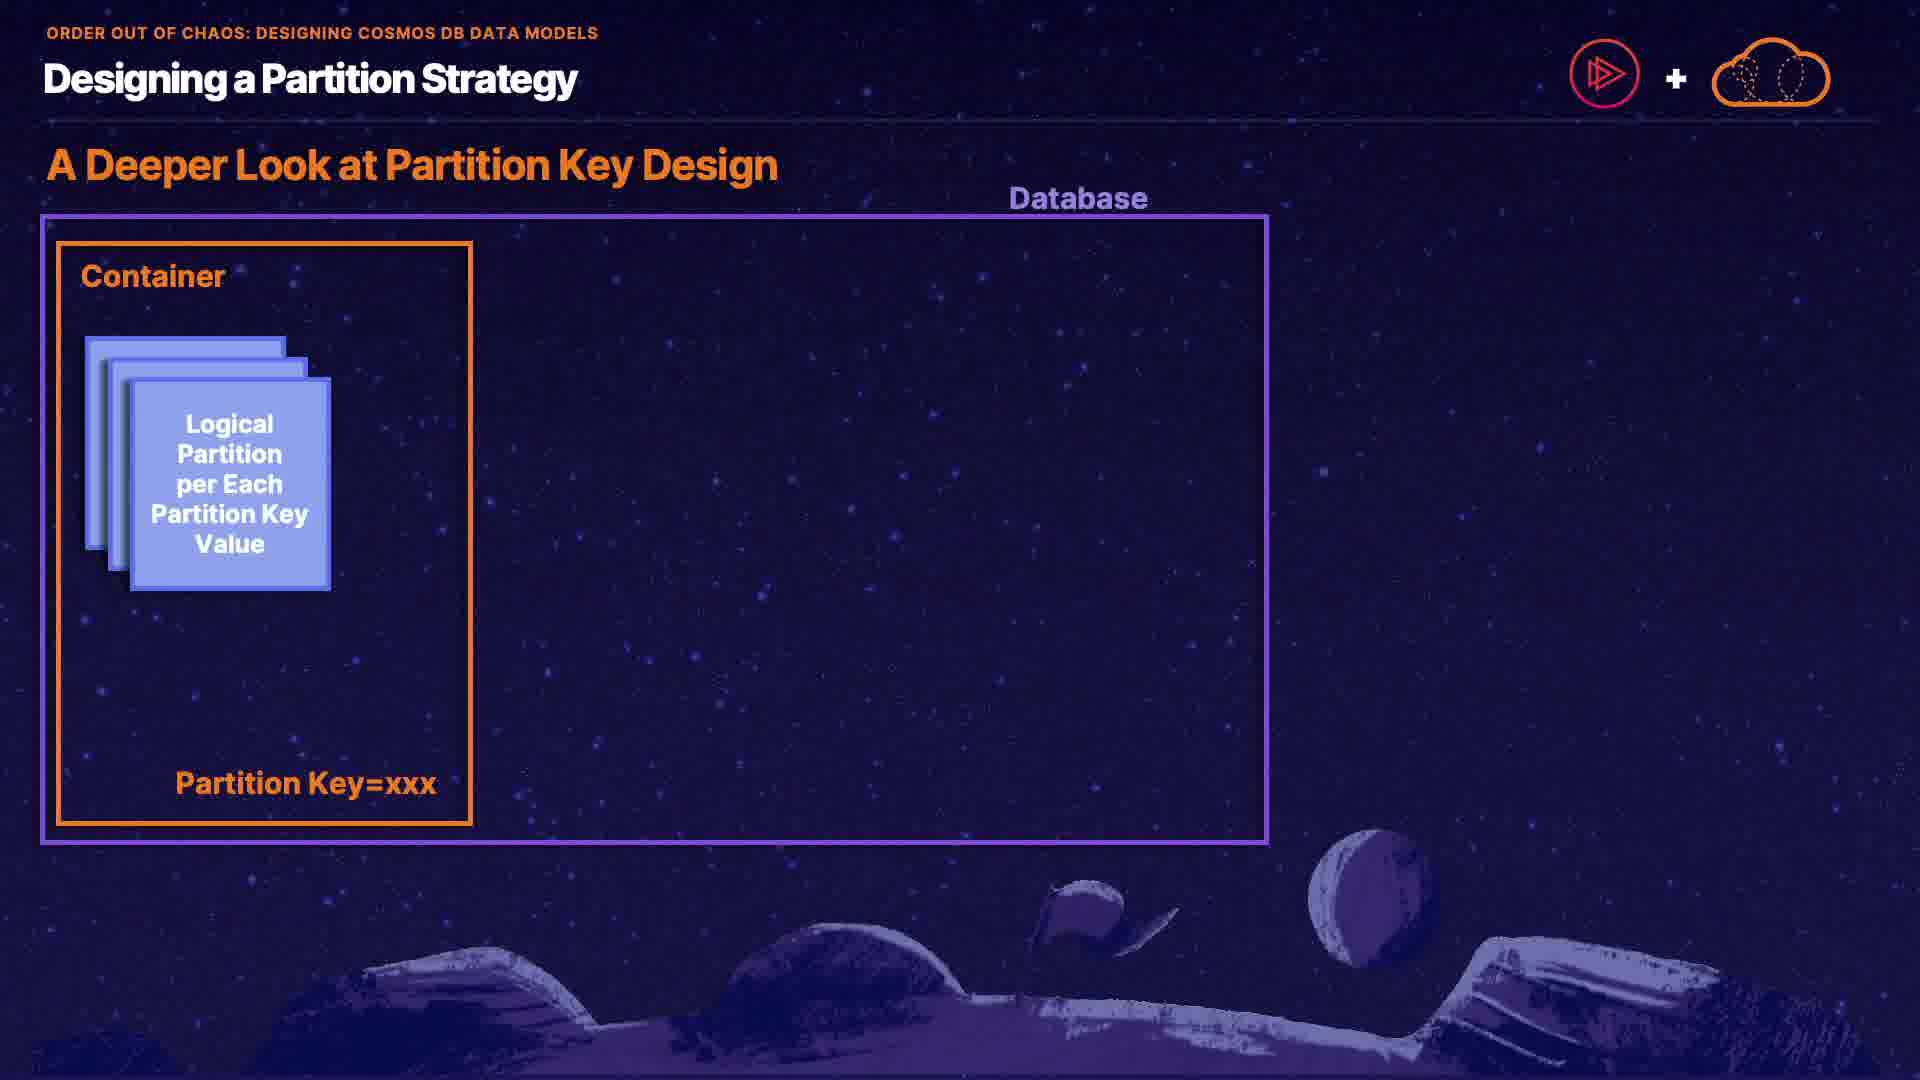 ORDER OUT OF CHAOS: DESIGNING COSMOS DB DATA MODELS
Designing a Partition Strategy
A Deeper Look at Partition Key Design
Database
Container
Logical
Partition
per Each
Partition Key
Value
Partition Key=xxx